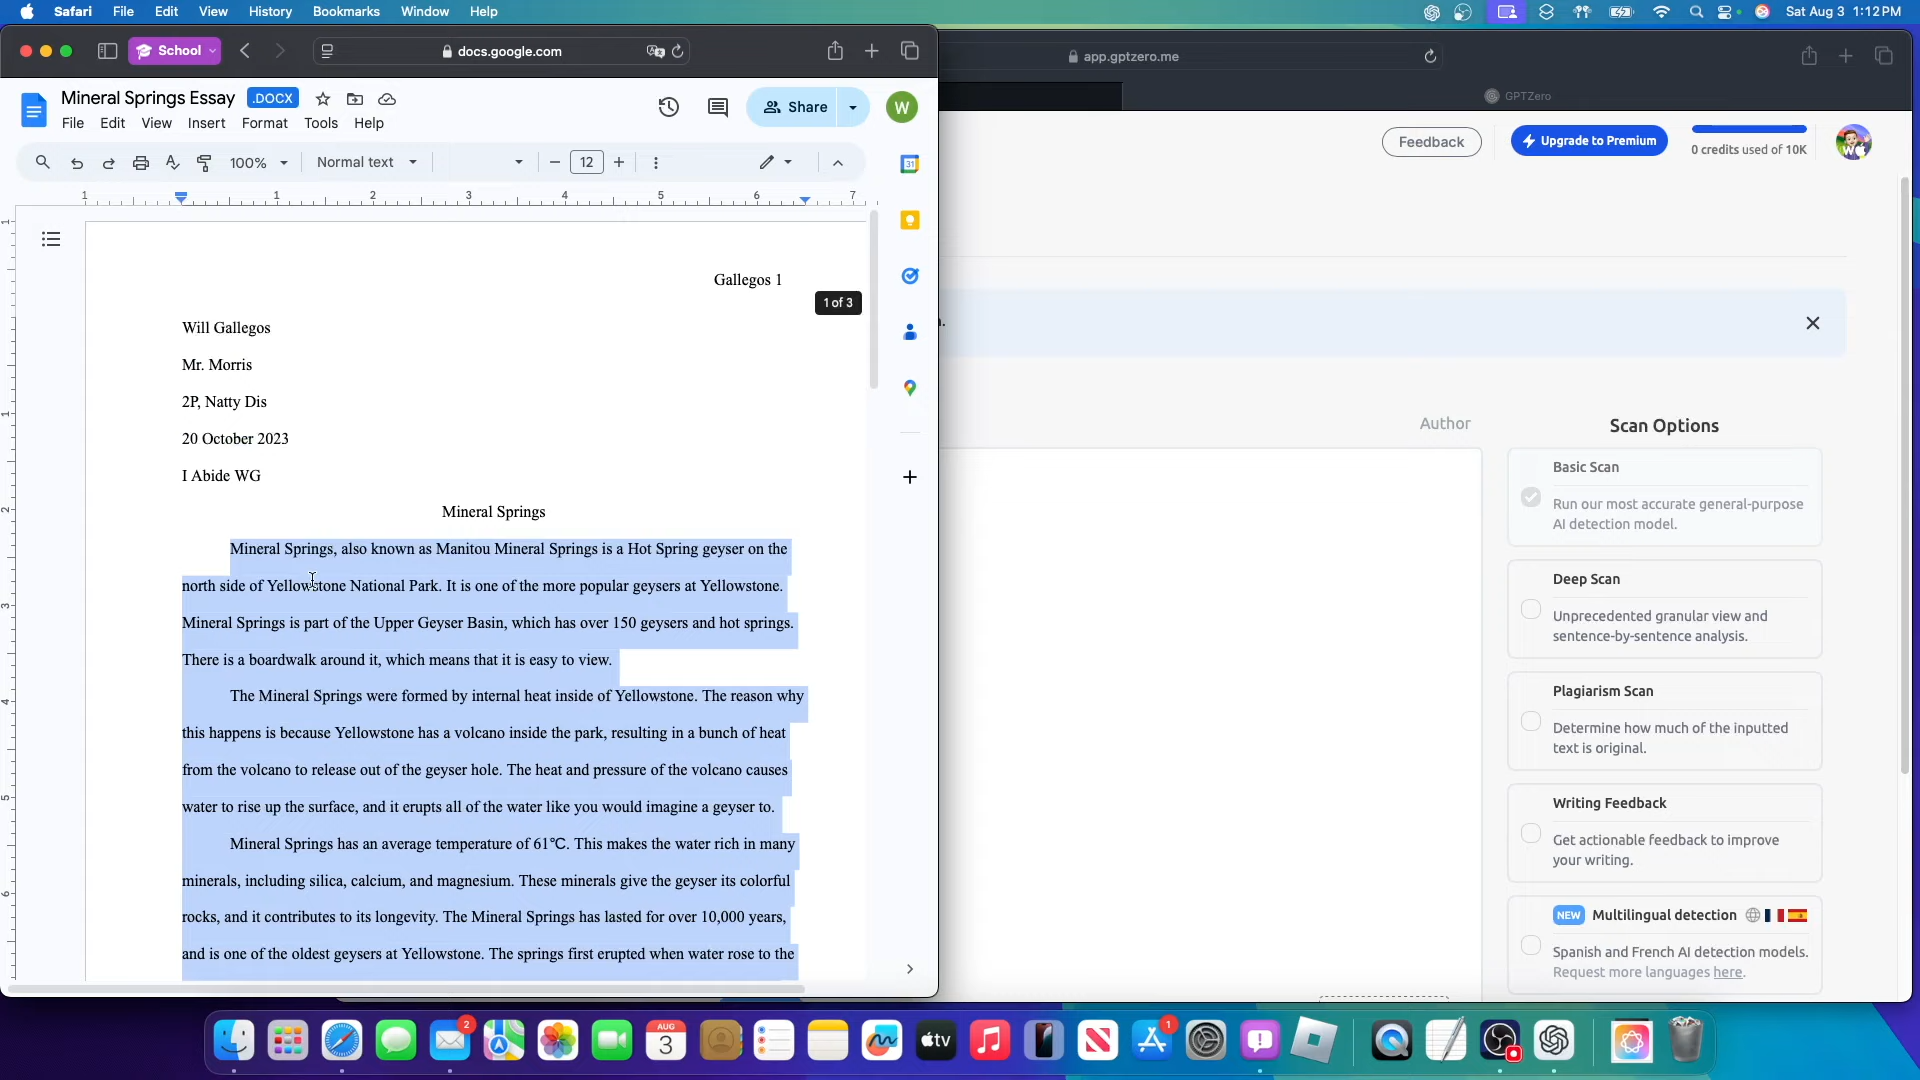 Safari File Edit View History Bookmarks Window Help
Sat Aug 3 1:12 PM
School
docs.google.com
app.gptzero.me
GPTZero
Mineral Springs Essay .DOCX
File Edit View Insert Format Tools Help
Share
W
100% Normal text 12
31
1 1 2 3 4 5 6 7
Feedback
Upgrade to Premium
0 credits used of 10K
Gallegos 1
1 of 3
Will Gallegos
Mr. Morris
2P, Natty Dis
20 October 2023
I Abide WG
Mineral Springs
Mineral Springs, also known as Manitou Mineral Springs is a Hot Spring geyser on the
north side of Yellowstone National Park. It is one of the more popular geysers at Yellowstone.
Mineral Springs is part of the Upper Geyser Basin, which has over 150 geysers and hot springs.
There is a boardwalk around it, which means that it is easy to view.
The Mineral Springs were formed by internal heat inside of Yellowstone. The reason why
this happens is because Yellowstone has a volcano inside the park, resulting in a bunch of heat
from the volcano to release out of the geyser hole. The heat and pressure of the volcano causes
water to rise up the surface, and it erupts all of the water like you would imagine a geyser to.
Mineral Springs has an average temperature of 61℃. This makes the water rich in many
minerals, including silica, calcium, and magnesium. These minerals give the geyser its colorful
rocks, and it contributes to its longevity. The Mineral Springs has lasted for over 10,000 years,
and is one of the oldest geysers at Yellowstone. The springs first erupted when water rose to the
Author
Scan Options
Basic Scan
Run our most accurate general-purpose
AI detection model.
Deep Scan
Unprecedented granular view and
sentence-by-sentence analysis.
Plagiarism Scan
Determine how much of the inputted
text is original.
Writing Feedback
Get actionable feedback to improve
your writing.
NEW Multilingual detection
Spanish and French AI detection models.
Request more languages here.
2
AUG
3
tv
1